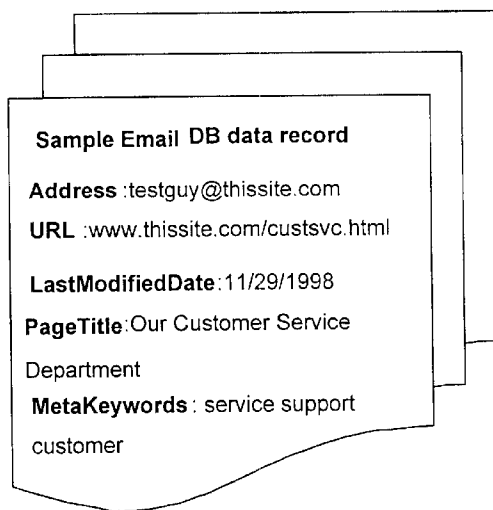 Sample Email DB data record
Address :testguy@thissite.com
URL :www.thissite.com/custsvc.html
LastModifiedDate:11/29/1998
PageTitle:Our Customer Service
Department
MetaKeywords : service support
customer